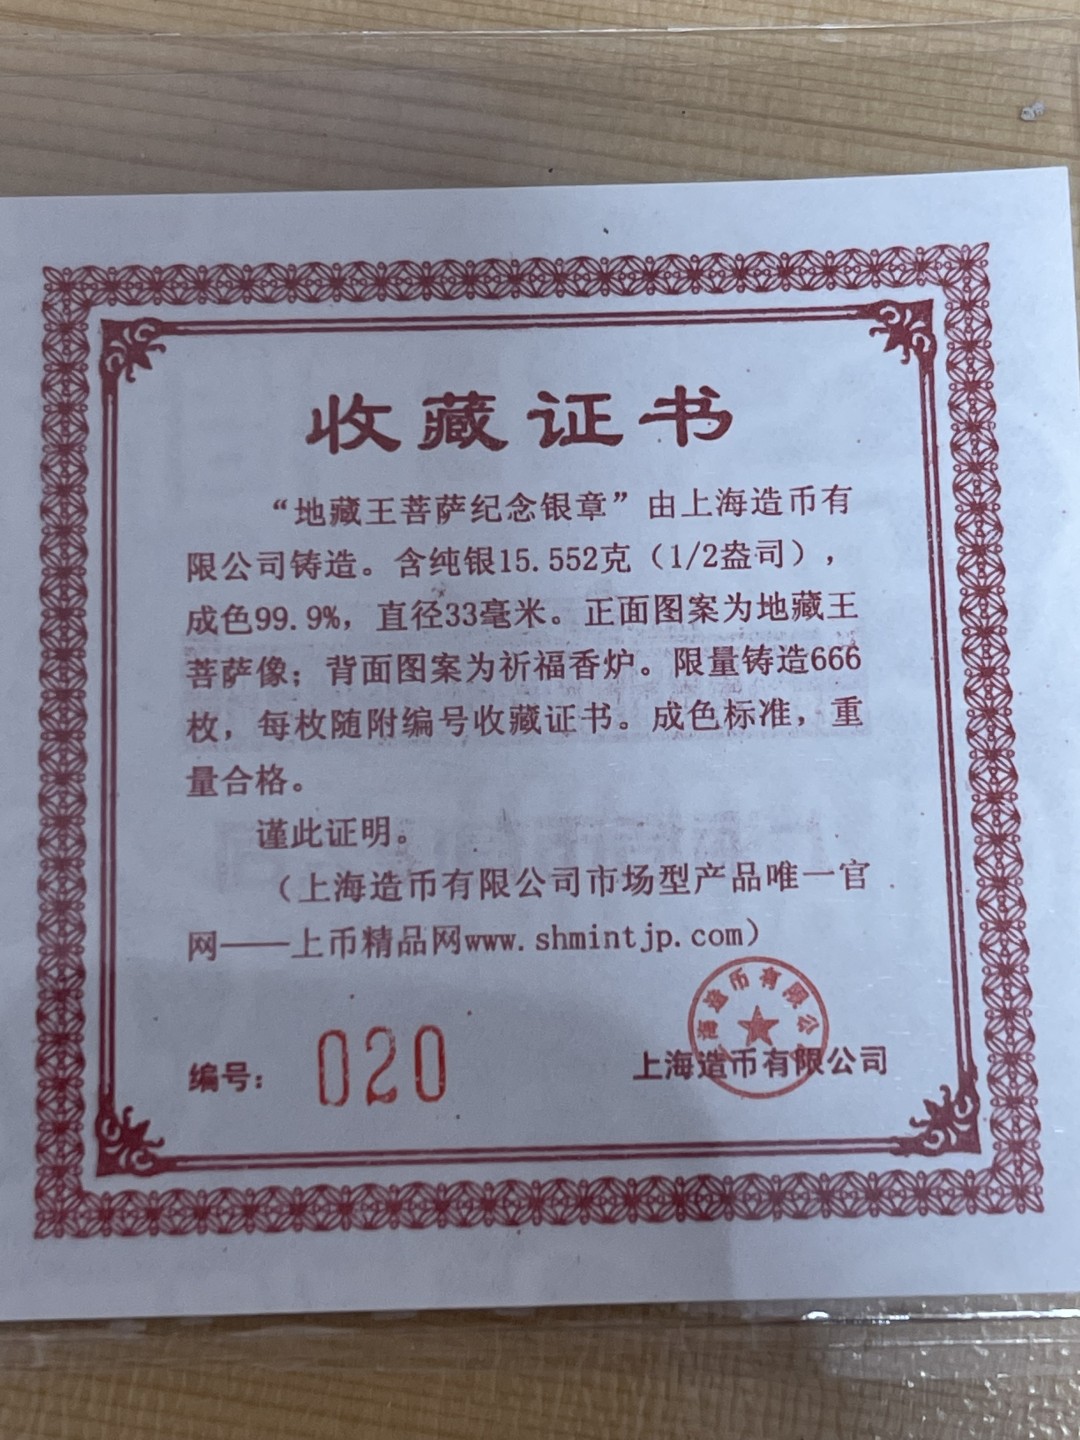 收藏证书
“地藏王菩萨纪念银章”由上海造币有
限公司铸造。含纯银15.552克（1/2盎司），
成色99.9%，直径33毫米。正面图案为地藏王
菩萨像；背面图案为祈福香炉。限量铸造666
枚，每枚随附编号收藏证书。成色标准，重
量合格。
谨此证明。
（上海造币有限公司市场型产品唯一官
网——上币精品网www.shmintjp.com）
海造币有限公
编号：020
上海造币有限公司